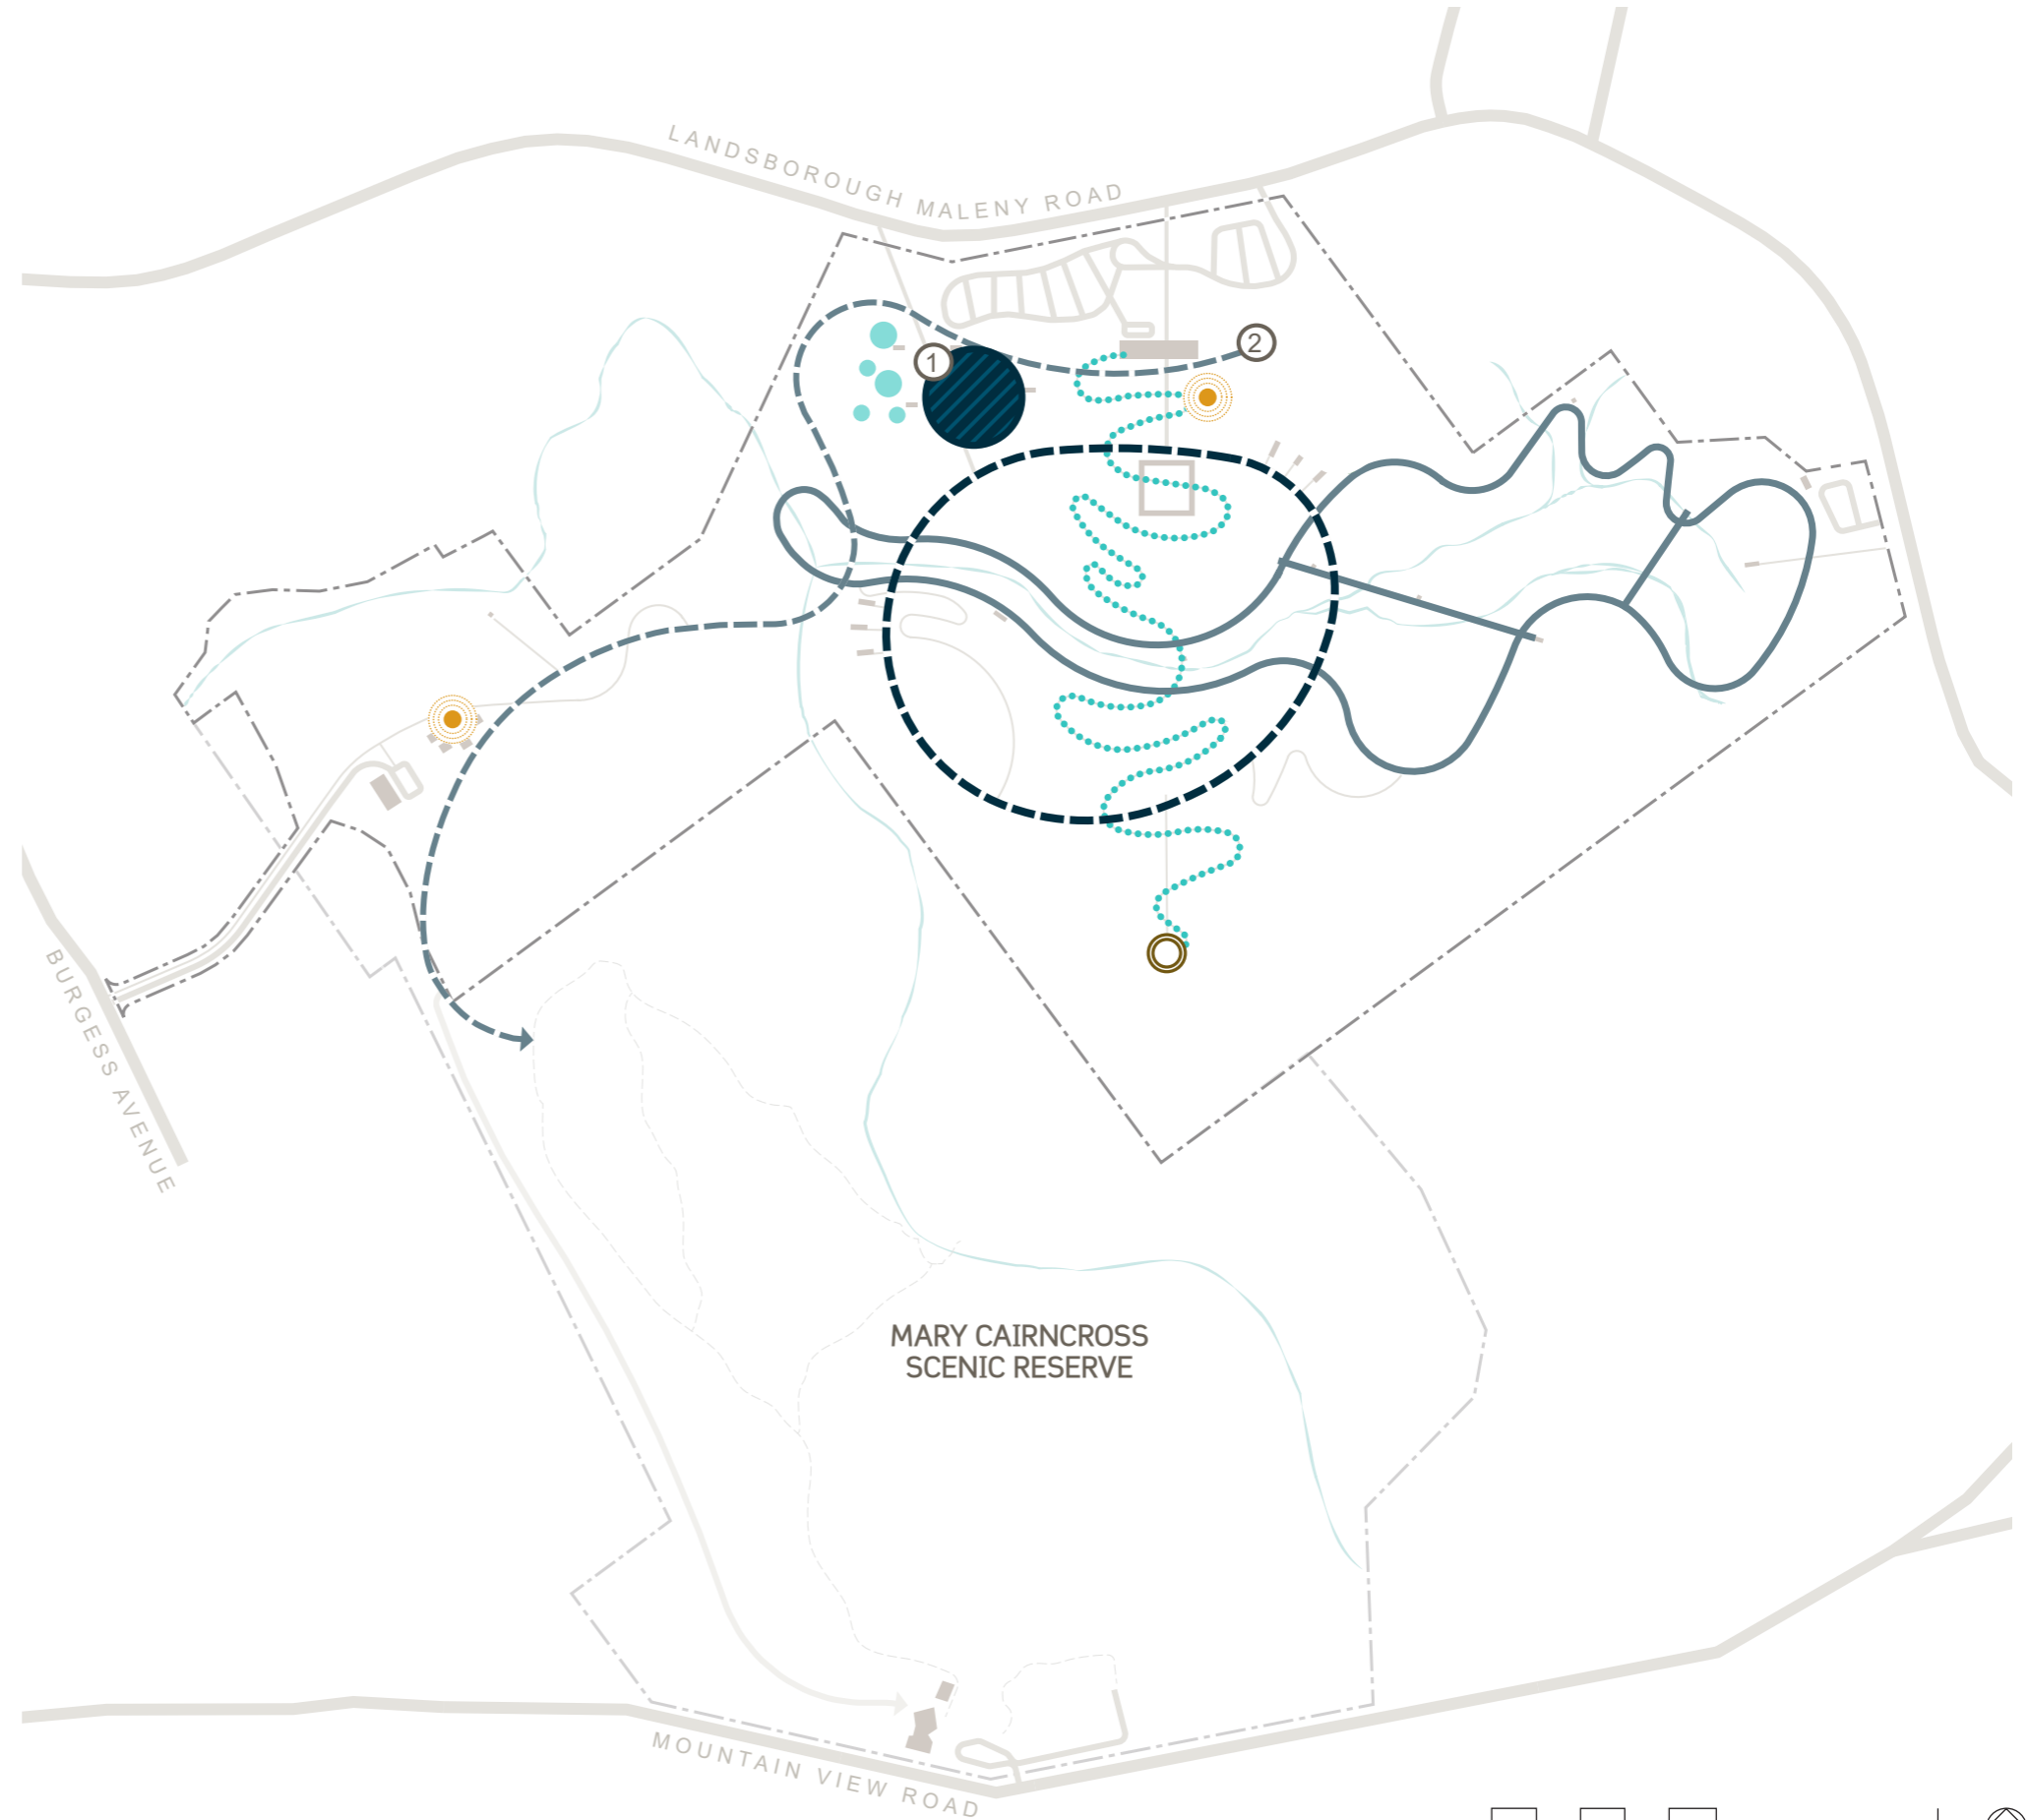 LANDSBOROUGH MALENY ROAD
2
1
BURGESS AVENUE
MARY CAIRNCROSS
SCENIC RESERVE
MOUNTAIN VIEW ROAD